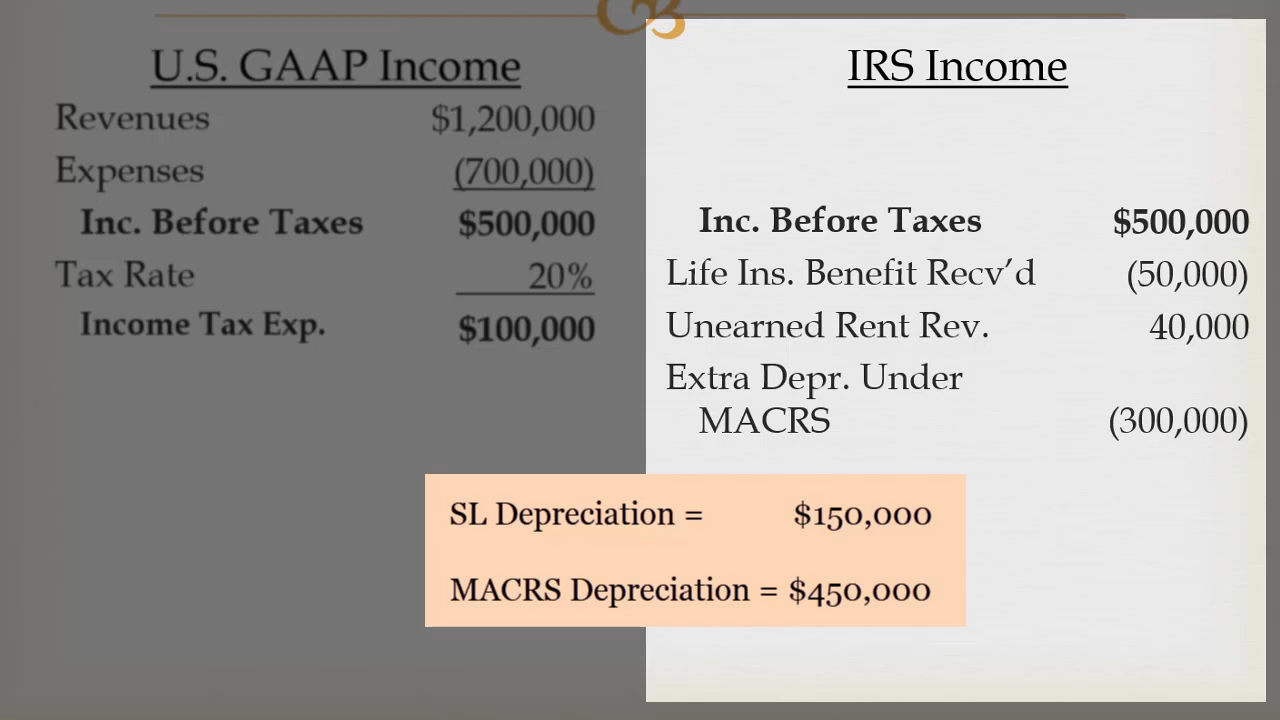 U.S. GAAP Income
Revenues $1,200,000
Expenses (700,000)
Inc. Before Taxes $500,000
Tax Rate 20%
Income Tax Exp. $100,000
IRS Income
Inc. Before Taxes $500,000
Life Ins. Benefit Recv’d (50,000)
Unearned Rent Rev. 40,000
Extra Depr. Under
MACRS (300,000)
SL Depreciation = $150,000
MACRS Depreciation = $450,000